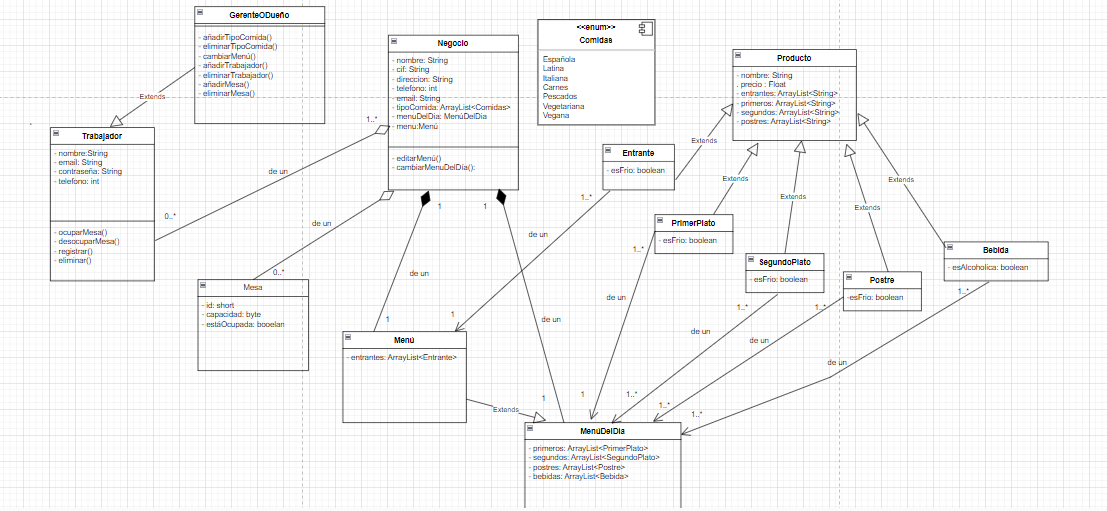 GerenteODueño
- añadirTipoComida()
- eliminarTipoComida()
- cambiarMenú()
- añadirTrabajador()
- eliminarTrabajador()
- añadirMesa()
- eliminarMesa()
Extends
Trabajador
- nombre:String
- email: String
- contraseña: String
- telefono: int
- ocuparMesa()
- desocuparMesa()
- registrar()
- eliminar()
Negocio
- nombre: String
- cif: String
- direccion: String
- telefono: int
- email: String
- tipoComida: ArrayList<Comidas>
- menuDelDia: MenúDelDia
- menu:Menú
- editarMenú()
- cambiarMenuDelDía();
1..*
de un
0..*
de un
0..*
Mesa
- id: short
- capacidad: byte
- estáOcupada: booelan
1
1
de un
1
de un
1
Menú
- entrantes: ArrayList<Entrante>
Extends
<<enum>>
Comidas
Española
Latina
Italiana
Carnes
Pescados
Vegetariana
Vegana
Producto
- nombre: String
. precio : Float
- entrantes: ArrayList<String>
- primeros: ArrayList<String>
- segundos: ArrayList<String>
- postres: ArrayList<String>
Extends
Extends
Extends
Extends
Extends
Entrante
- esFrio: boolean
1..*
de un
1
PrimerPlato
- esFrio: boolean
1..*
de un
1
SegundoPlato
- esFrio: boolean
1..*
de un
1..*
Postre
-esFrio: boolean
1..*
de un
1..*
Bebida
- esAlcoholica: boolean
1..*
de un
1..*
MenúDelDia
- primeros: ArrayList<PrimerPlato>
- segundos: ArrayList<SegundoPlato>
- postres: ArrayList<Postre>
- bebidas: ArrayList<Bebida>